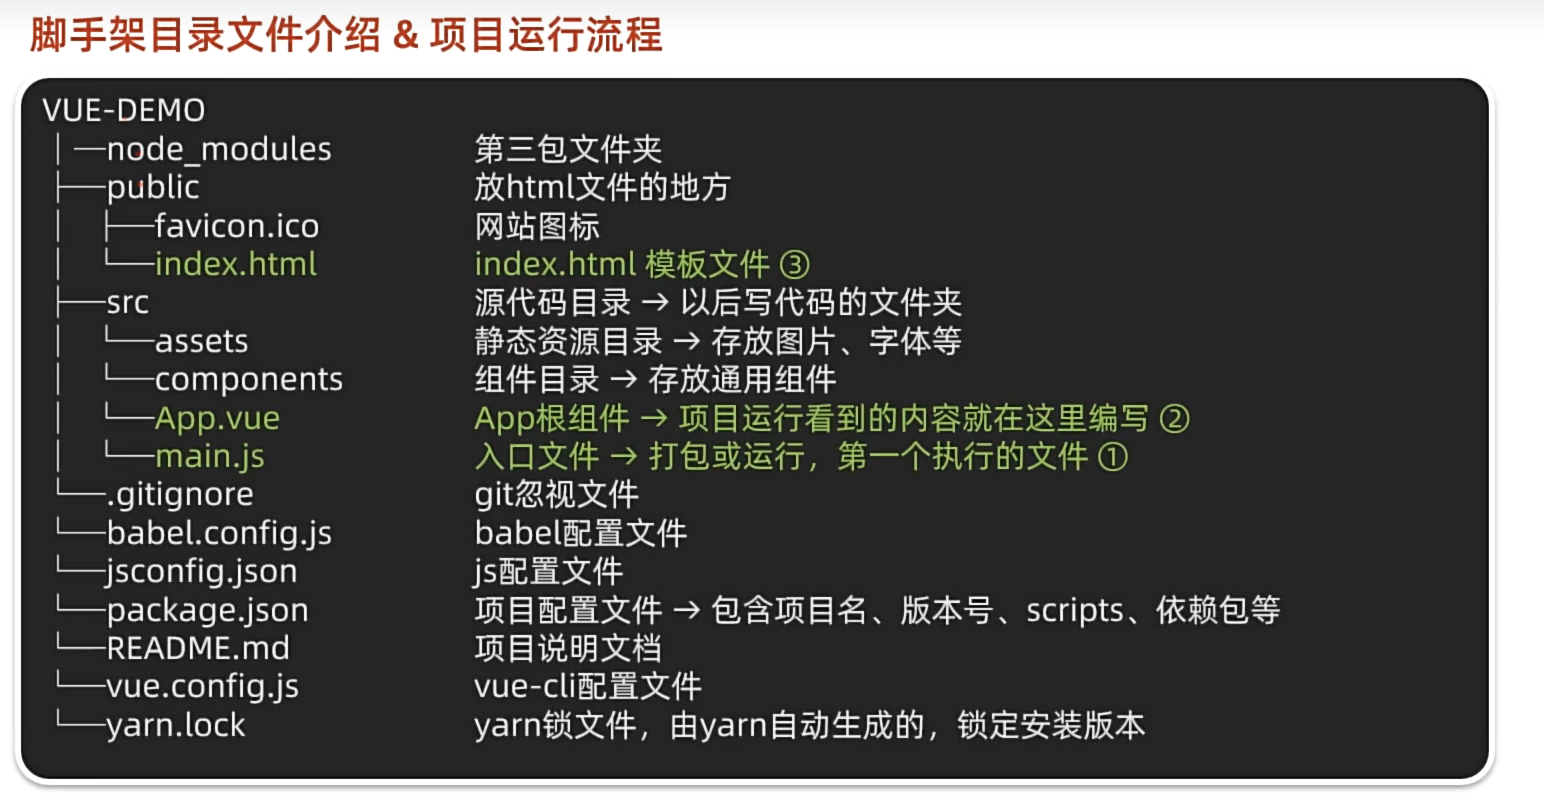 脚手架目录文件介绍 & 项目运行流程
VUE-DEMO
│—node_modules 第三包文件夹
├──public 放html文件的地方
│ ├──favicon.ico 网站图标
│ └──index.html index.html 模板文件 ③
├──src 源代码目录 → 以后写代码的文件夹
│ └──assets 静态资源目录 → 存放图片、字体等
│ └──components 组件目录 → 存放通用组件
│ └──App.vue App根组件 → 项目运行看到的内容就在这里编写 ②
│ └──main.js 入口文件 → 打包或运行，第一个执行的文件 ①
└──.gitignore git忽视文件
└──babel.config.js babel配置文件
└──jsconfig.json js配置文件
└──package.json 项目配置文件 → 包含项目名、版本号、scripts、依赖包等
└──README.md 项目说明文档
└──vue.config.js vue-cli配置文件
└──yarn.lock yarn锁文件，由yarn自动生成的，锁定安装版本